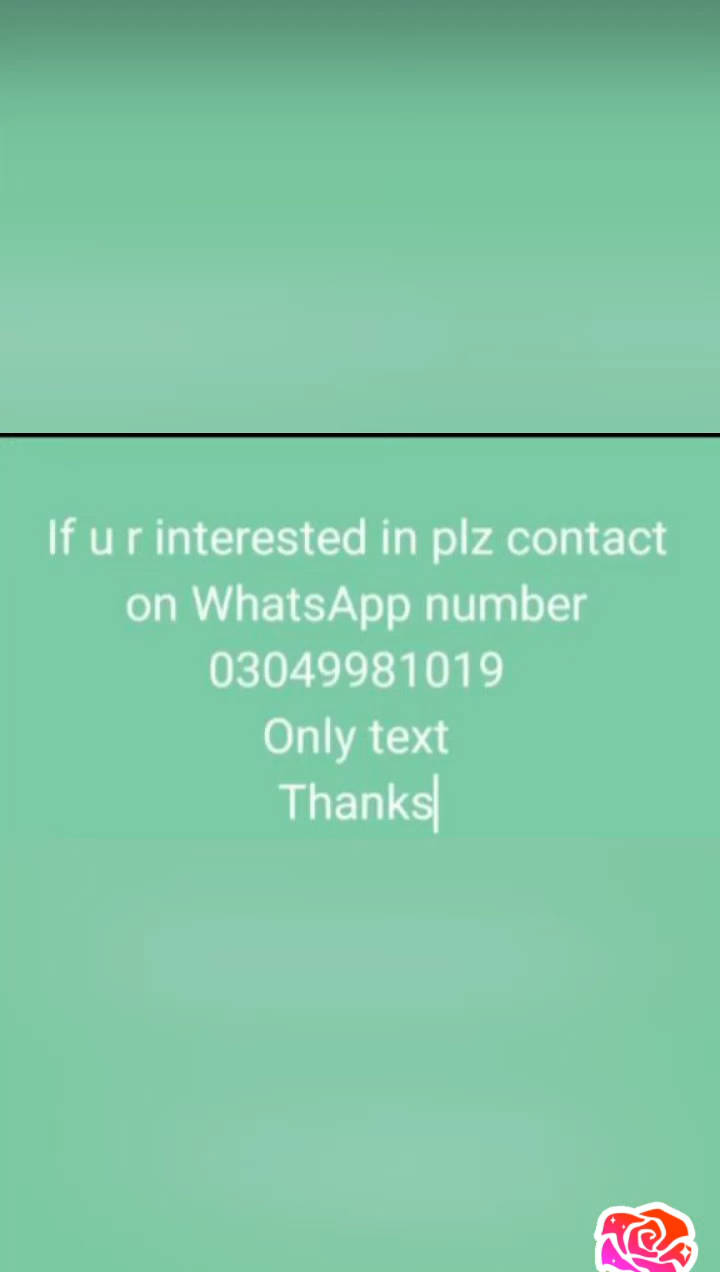 If u r interested in plz contact
on WhatsApp number
03049981019
Only text
Thanks